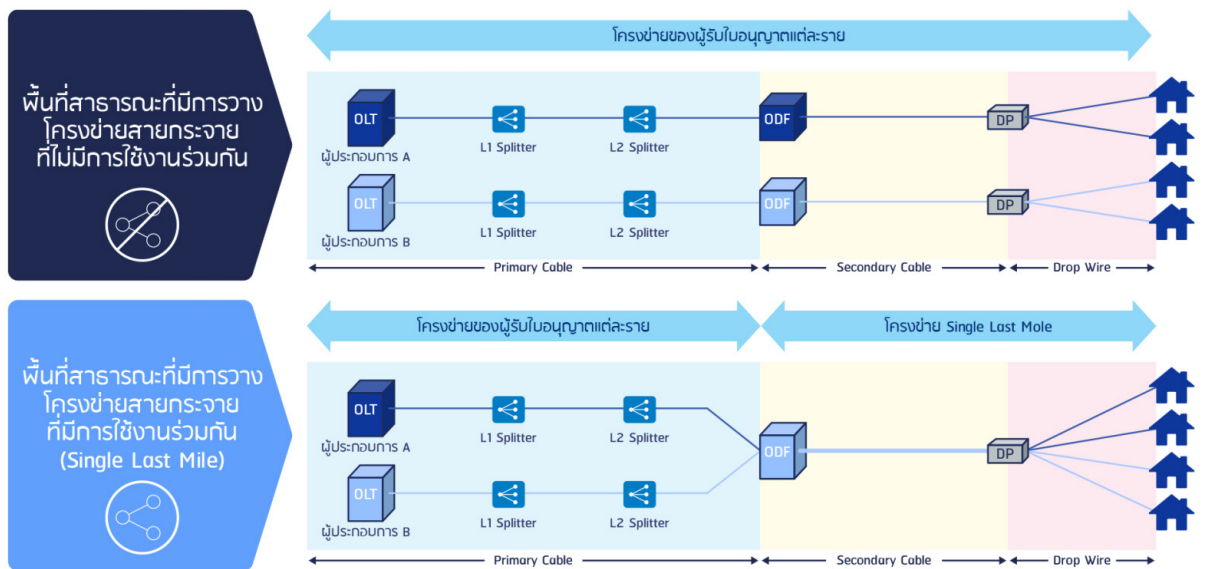 พื้นที่สาธารณะที่มีการวาง
โครงข่ายสายกระจาย
ที่ไม่มีการใช้งานร่วมกัน
โครงข่ายของผู้รับใบอนุญาตแต่ละราย
OLT
ผู้ประกอบการ A
L1 Splitter
L2 Splitter
ODF
DP
OLT
ผู้ประกอบการ B
L1 Splitter
L2 Splitter
ODF
DP
Primary Cable
Secondary Cable
Drop Wire
พื้นที่สาธารณะที่มีการวาง
โครงข่ายสายกระจาย
ที่มีการใช้งานร่วมกัน
(Single Last Mile)
โครงข่ายของผู้รับใบอนุญาตแต่ละราย
โครงข่าย Single Last Mole
OLT
ผู้ประกอบการ A
L1 Splitter
L2 Splitter
ODF
DP
OLT
ผู้ประกอบการ B
L1 Splitter
L2 Splitter
Primary Cable
Secondary Cable
Drop Wire